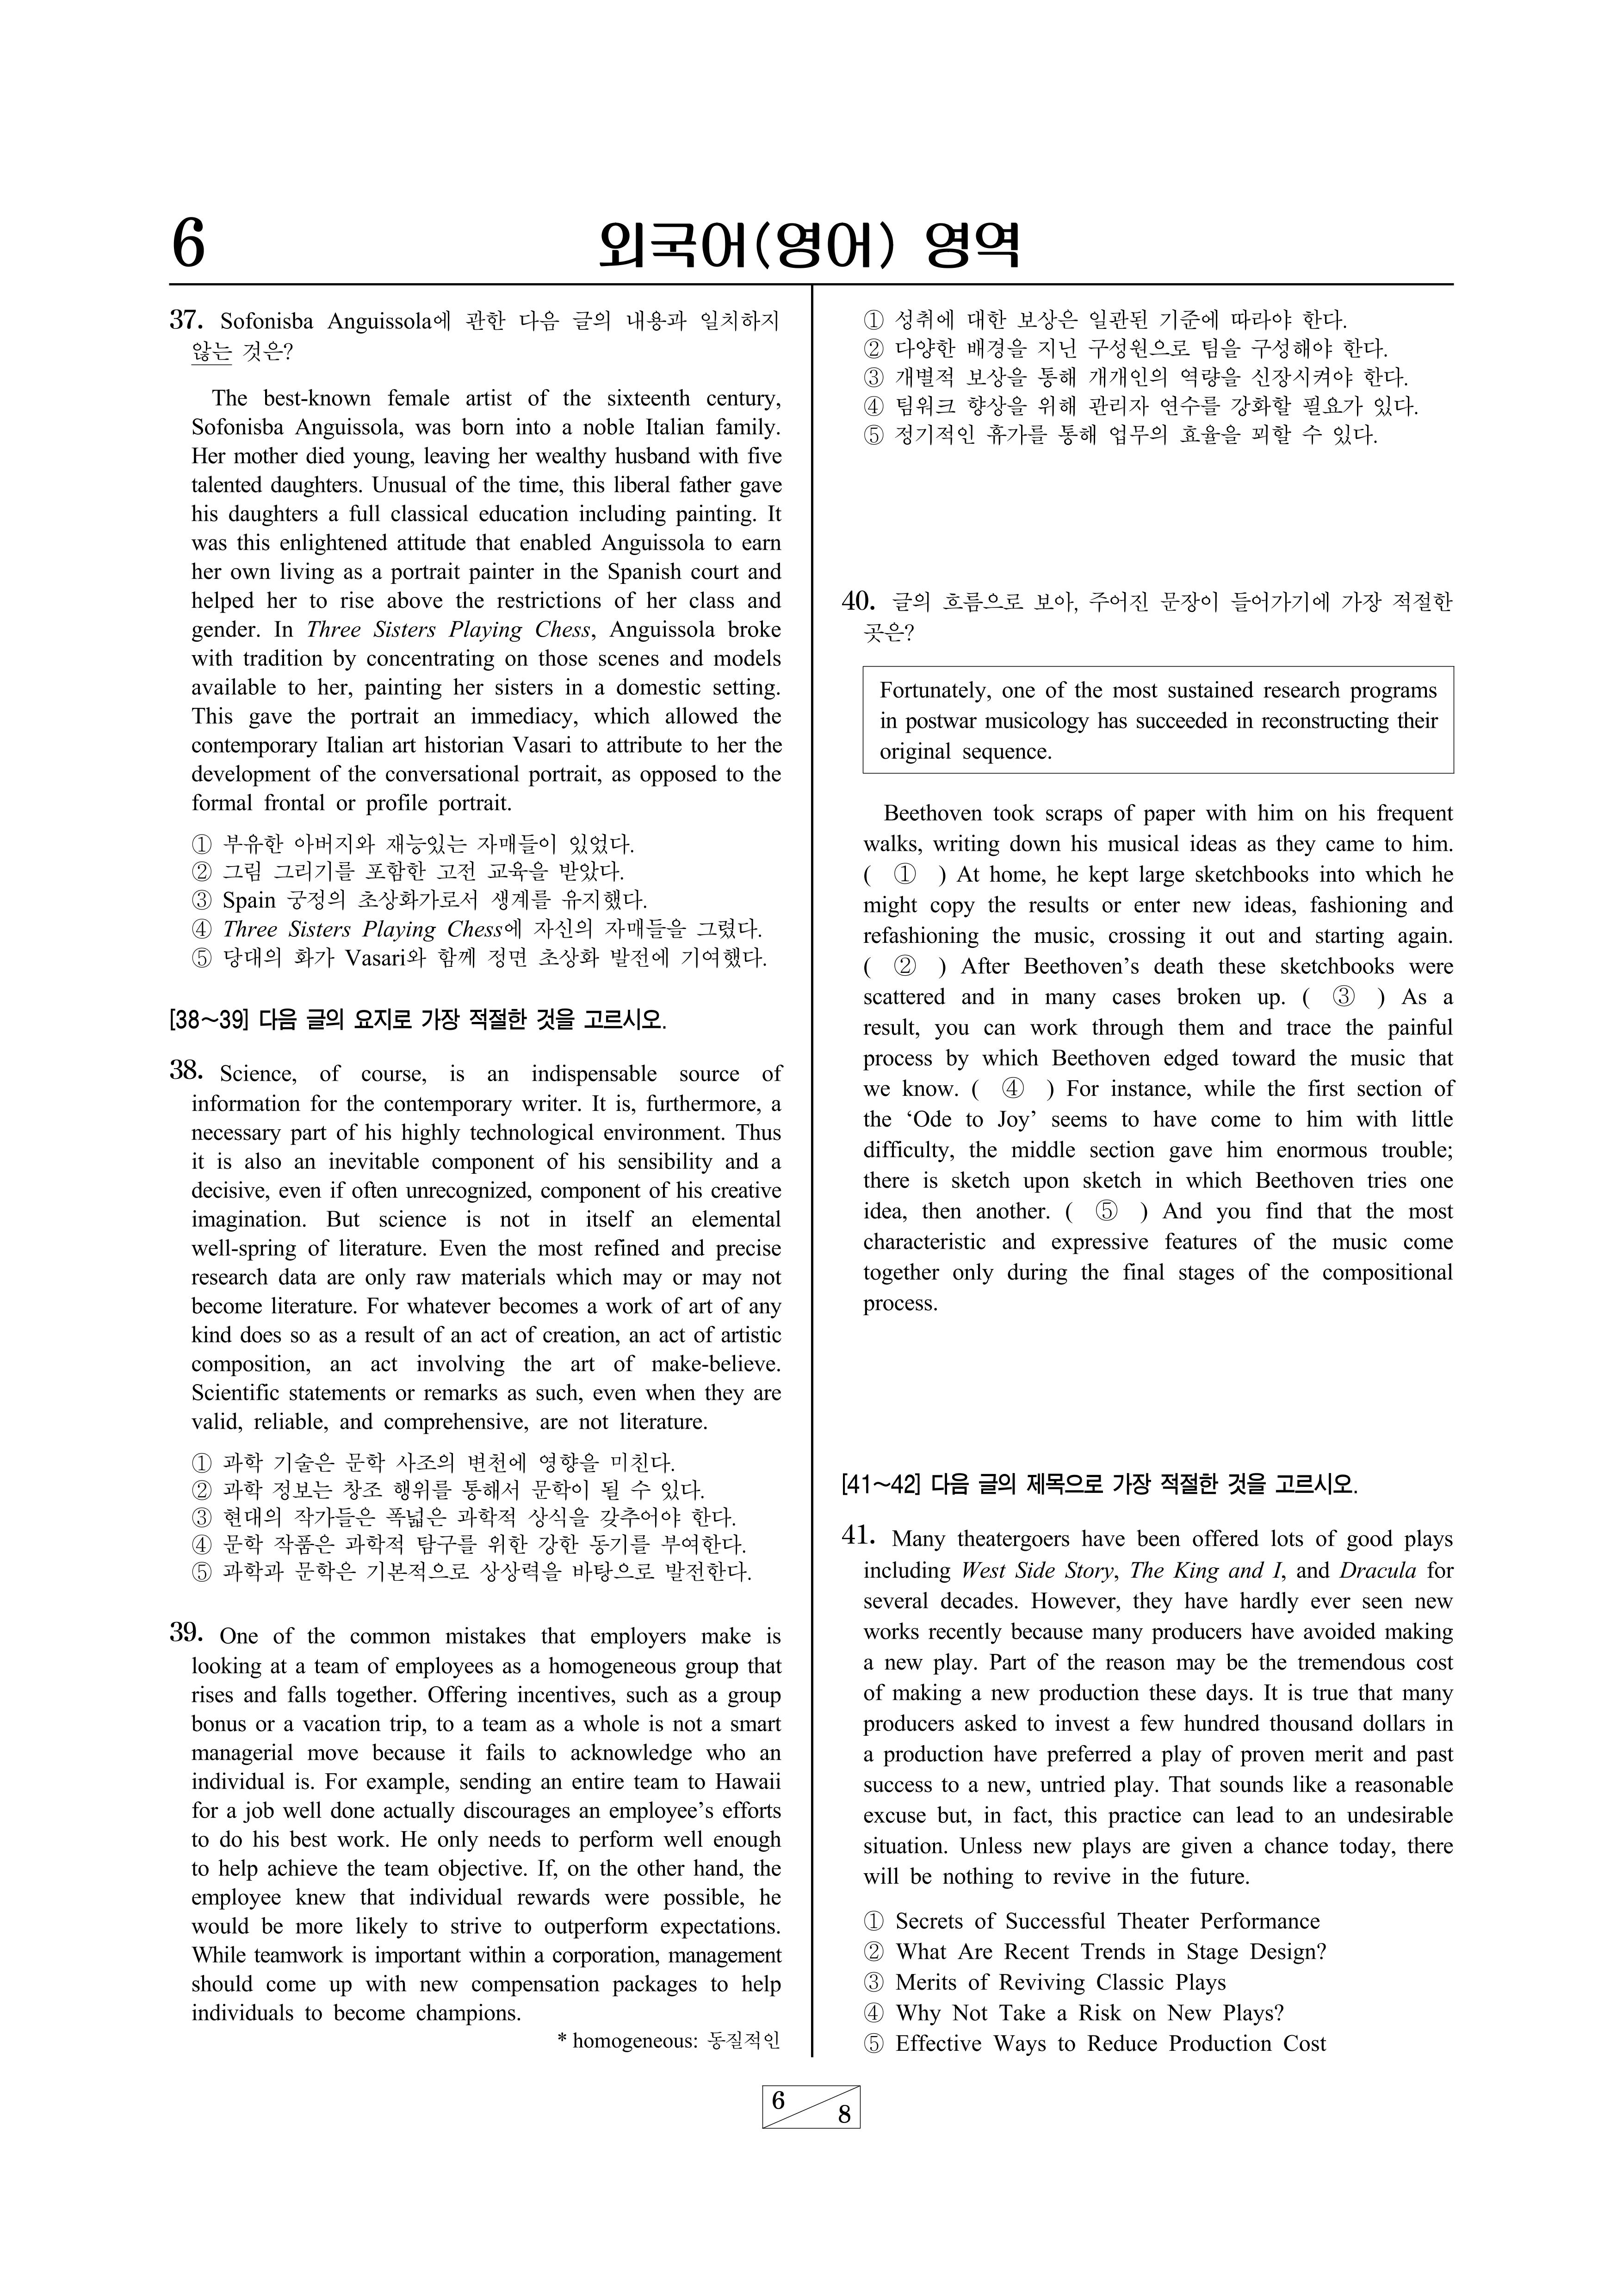 6
외국어(영어) 영역
37. Sofonisba Anguissola에 관한 다음 글의 내용과 일치하지
않는 것은?
The best-known female artist of the sixteenth century,
Sofonisba Anguissola, was born into a noble Italian family.
Her mother died young, leaving her wealthy husband with five
talented daughters. Unusual of the time, this liberal father gave
his daughters a full classical education including painting. It
was this enlightened attitude that enabled Anguissola to earn
her own living as a portrait painter in the Spanish court and
helped her to rise above the restrictions of her class and
gender. In Three Sisters Playing Chess, Anguissola broke
with tradition by concentrating on those scenes and models
available to her, painting her sisters in a domestic setting.
This gave the portrait an immediacy, which allowed the
contemporary Italian art historian Vasari to attribute to her the
development of the conversational portrait, as opposed to the
formal frontal or profile portrait.
① 부유한 아버지와 재능있는 자매들이 있었다.
② 그림 그리기를 포함한 고전 교육을 받았다.
③ Spain 궁정의 초상화가로서 생계를 유지했다.
④ Three Sisters Playing Chess에 자신의 자매들을 그렸다.
⑤ 당대의 화가 Vasari와 함께 정면 초상화 발전에 기여했다.
[38~39] 다음 글의 요지로 가장 적절한 것을 고르시오.
38. Science, of course, is an indispensable source of
information for the contemporary writer. It is, furthermore, a
necessary part of his highly technological environment. Thus
it is also an inevitable component of his sensibility and a
decisive, even if often unrecognized, component of his creative
imagination. But science is not in itself an elemental
well-spring of literature. Even the most refined and precise
research data are only raw materials which may or may not
become literature. For whatever becomes a work of art of any
kind does so as a result of an act of creation, an act of artistic
composition, an act involving the art of make-believe.
Scientific statements or remarks as such, even when they are
valid, reliable, and comprehensive, are not literature.
① 과학 기술은 문학 사조의 변천에 영향을 미친다.
② 과학 정보는 창조 행위를 통해서 문학이 될 수 있다.
③ 현대의 작가들은 폭넓은 과학적 상식을 갖추어야 한다.
④ 문학 작품은 과학적 탐구를 위한 강한 동기를 부여한다.
⑤ 과학과 문학은 기본적으로 상상력을 바탕으로 발전한다.
39. One of the common mistakes that employers make is
looking at a team of employees as a homogeneous group that
rises and falls together. Offering incentives, such as a group
bonus or a vacation trip, to a team as a whole is not a smart
managerial move because it fails to acknowledge who an
individual is. For example, sending an entire team to Hawaii
for a job well done actually discourages an employee's efforts
to do his best work. He only needs to perform well enough
to help achieve the team objective. If, on the other hand, the
employee knew that individual rewards were possible, he
would be more likely to strive to outperform expectations.
While teamwork is important within a corporation, management
should come up with new compensation packages to help
individuals to become champions.
* homogeneous: 동질적인
① 성취에 대한 보상은 일관된 기준에 따라야 한다.
② 다양한 배경을 지닌 구성원으로 팀을 구성해야 한다.
③ 개별적 보상을 통해 개개인의 역량을 신장시켜야 한다.
④ 팀워크 향상을 위해 관리자 연수를 강화할 필요가 있다.
⑤ 정기적인 휴가를 통해 업무의 효율을 꾀할 수 있다.
40. 글의 흐름으로 보아, 주어진 문장이 들어가기에 가장 적절한
곳은?
Fortunately, one of the most sustained research programs
in postwar musicology has succeeded in reconstructing their
original sequence.
Beethoven took scraps of paper with him on his frequent
walks, writing down his musical ideas as they came to him.
( ① ) At home, he kept large sketchbooks into which he
might copy the results or enter new ideas, fashioning and
refashioning the music, crossing it out and starting again.
( ② ) After Beethoven's death these sketchbooks were
scattered and in many cases broken up. ( ③ ) As a
result, you can work through them and trace the painful
process by which Beethoven edged toward the music that
we know. ( ④ ) For instance, while the first section of
the 'Ode to Joy' seems to have come to him with little
difficulty, the middle section gave him enormous trouble;
there is sketch upon sketch in which Beethoven tries one
idea, then another. ( ⑤ ) And you find that the most
characteristic and expressive features of the music come
together only during the final stages of the compositional
process.
[41~42] 다음 글의 제목으로 가장 적절한 것을 고르시오.
41. Many theatergoers have been offered lots of good plays
including West Side Story, The King and I, and Dracula for
several decades. However, they have hardly ever seen new
works recently because many producers have avoided making
a new play. Part of the reason may be the tremendous cost
of making a new production these days. It is true that many
producers asked to invest a few hundred thousand dollars in
a production have preferred a play of proven merit and past
success to a new, untried play. That sounds like a reasonable
excuse but, in fact, this practice can lead to an undesirable
situation. Unless new plays are given a chance today, there
will be nothing to revive in the future.
① Secrets of Successful Theater Performance
② What Are Recent Trends in Stage Design?
③ Merits of Reviving Classic Plays
④ Why Not Take a Risk on New Plays?
⑤ Effective Ways to Reduce Production Cost
6
8